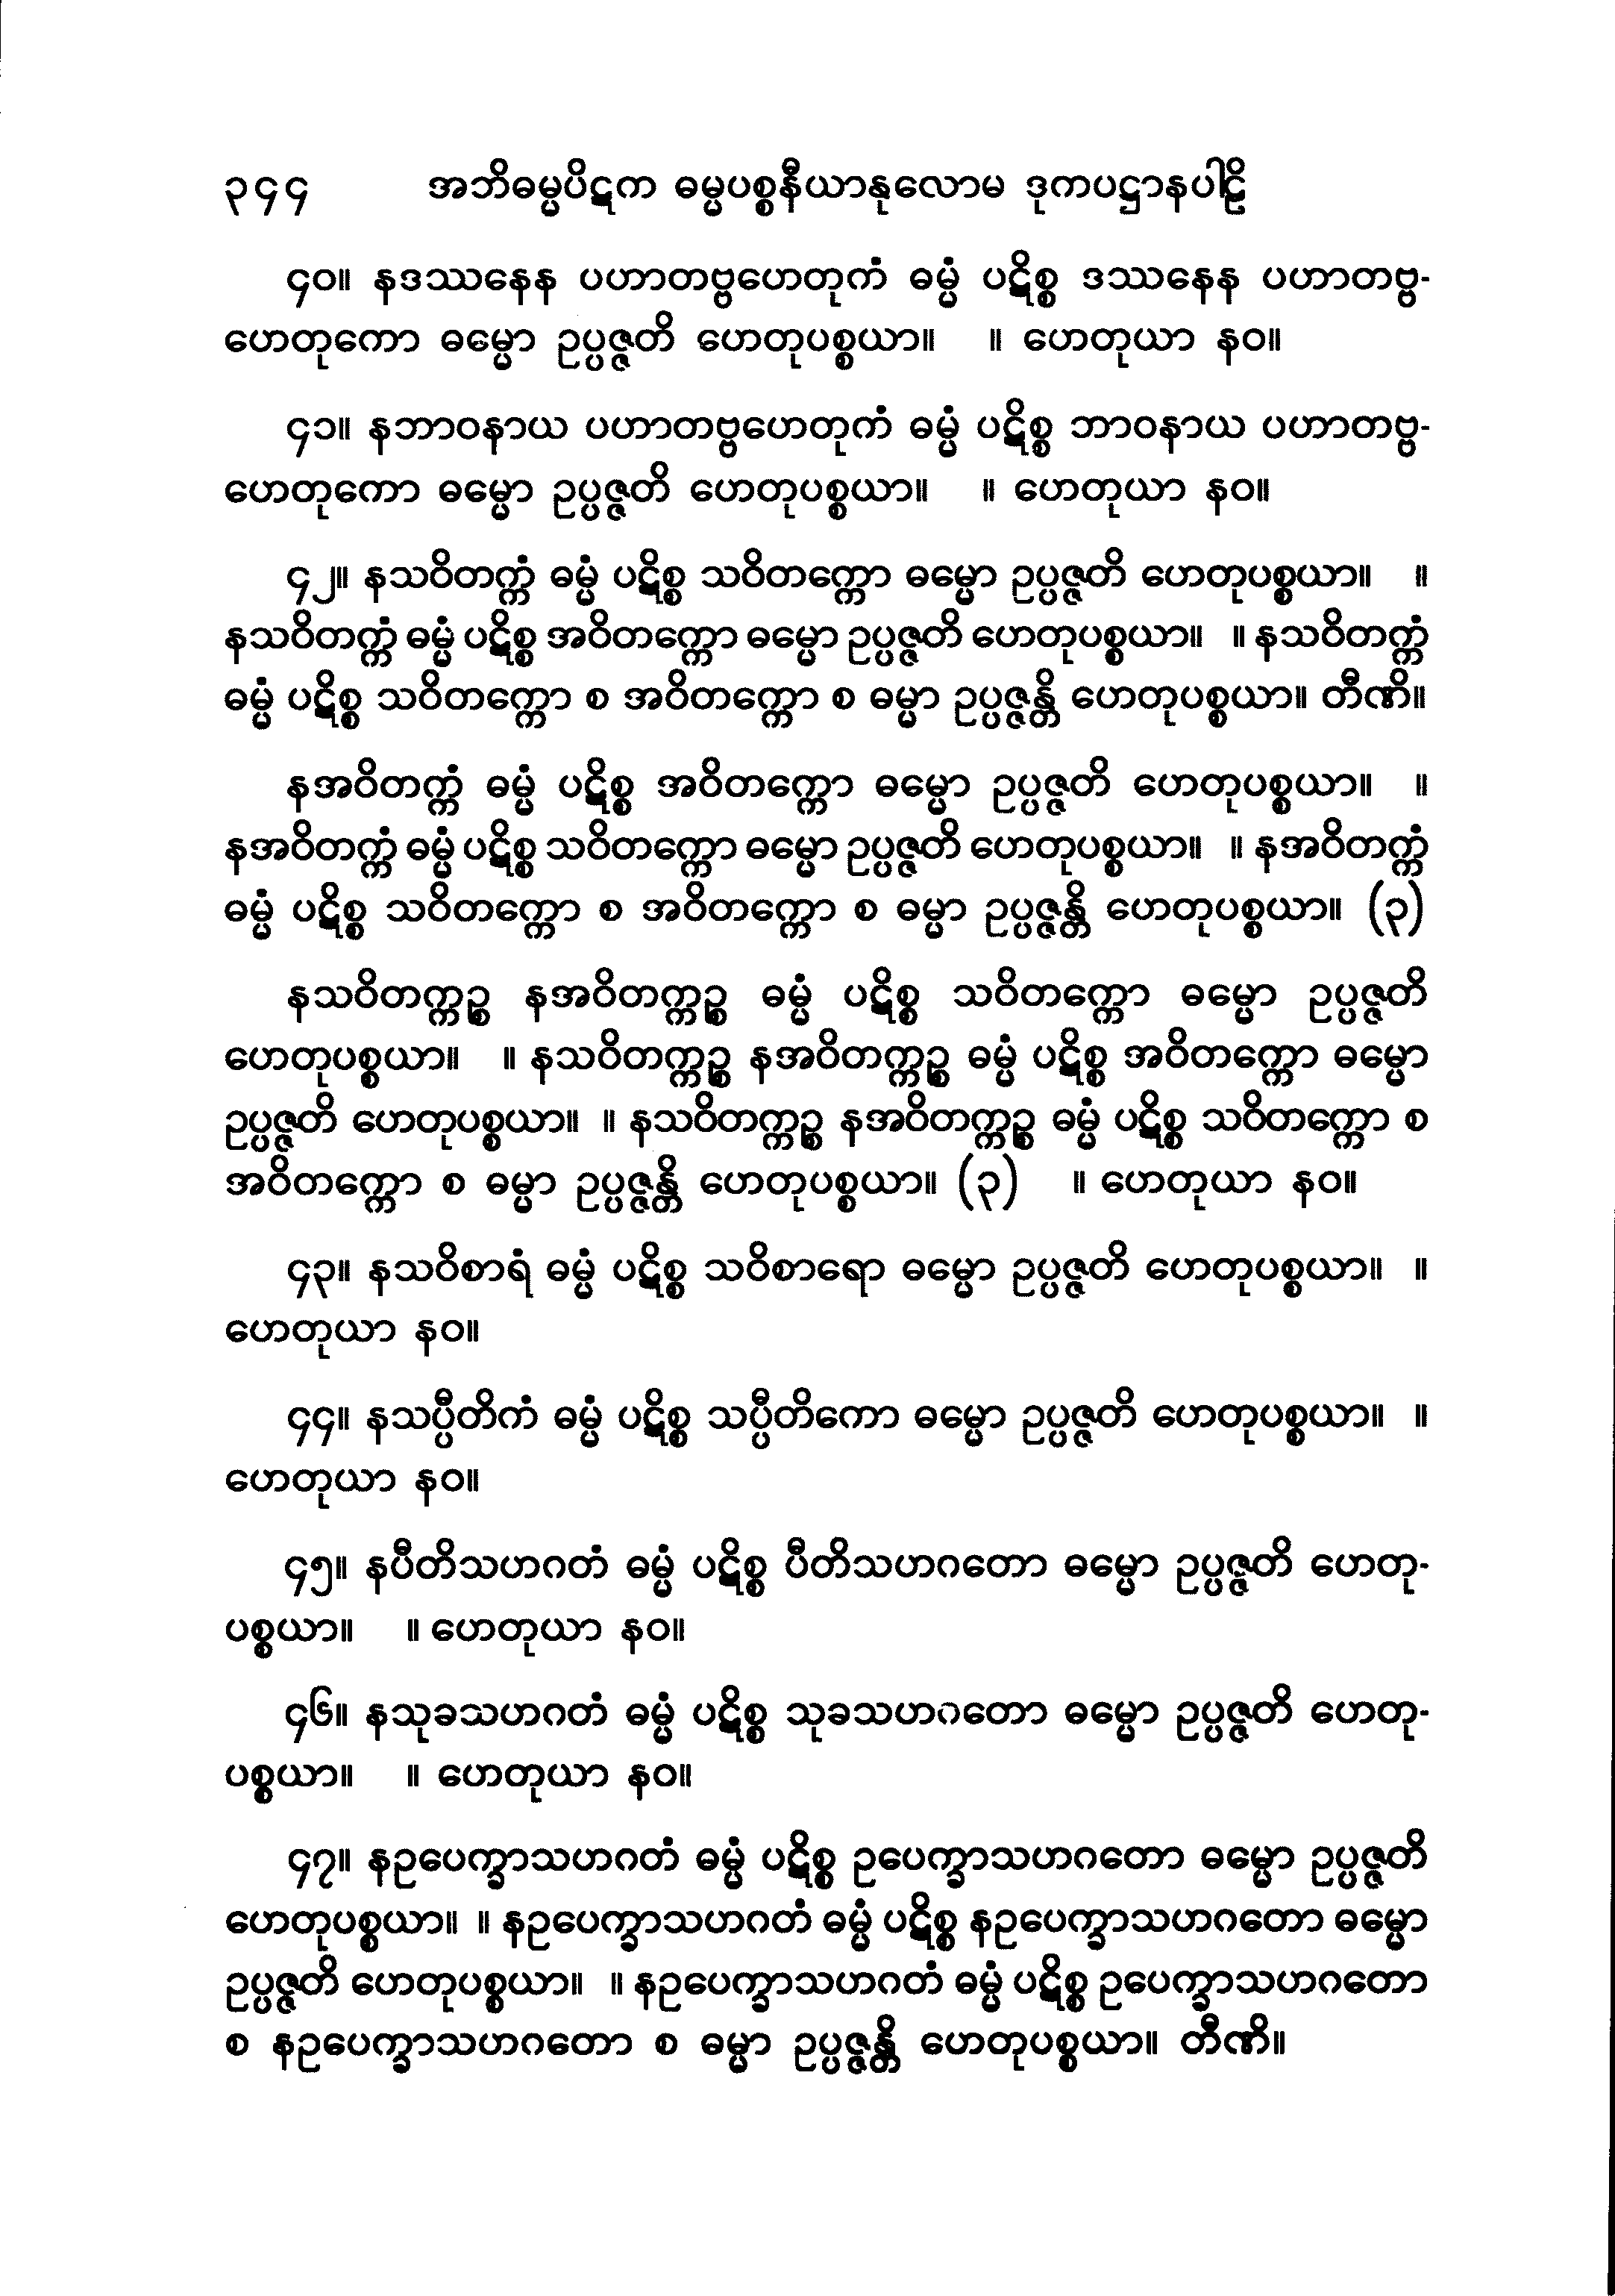 ၃၄၄ အဘိဓမ္မပိဋက ဓမ္မပစ္စနီယာနုလောမ ဒုကပဋ္ဌာနပါဠိ
၄၀။ နဒဿနေန ပဟာတဗ္ဗဟေတုကံ ဓမ္မံ ပဋိစ္စ ဒဿနေန ပဟာတဗ္ဗ-
ဟေတုကော ဓမ္မော ဥပ္ပဇ္ဇတိ ဟေတုပစ္စယာ။ ။ ဟေတုယာ နဝ။
၄၁။ နဘာဝနာယ ပဟာတဗ္ဗဟေတုကံ ဓမ္မံ ပဋိစ္စ ဘာဝနာယ ပဟာတဗ္ဗ-
ဟေတုကော ဓမ္မော ဥပ္ပဇ္ဇတိ ဟေတုပစ္စယာ။ ။ ဟေတုယာ နဝ။
၄၂။ နသဝိတက္ကံ ဓမ္မံ ပဋိစ္စ သဝိတက္ကော ဓမ္မော ဥပ္ပဇ္ဇတိ ဟေတုပစ္စယာ။ ။
နသဝိတက္ကံ ဓမ္မံ ပဋိစ္စ အဝိတက္ကော ဓမ္မော ဥပ္ပဇ္ဇတိ ဟေတုပစ္စယာ။ ။ နသဝိတက္ကံ
ဓမ္မံ ပဋိစ္စ သဝိတက္ကော စ အဝိတက္ကော စ ဓမ္မာ ဥပ္ပဇ္ဇန္တိ ဟေတုပစ္စယာ။ တီဏိ။
နအဝိတက္ကံ ဓမ္မံ ပဋိစ္စ အဝိတက္ကော ဓမ္မော ဥပ္ပဇ္ဇတိ ဟေတုပစ္စယာ။ ။
နအဝိတက္ကံ ဓမ္မံ ပဋိစ္စ သဝိတက္ကော ဓမ္မော ဥပ္ပဇ္ဇတိ ဟေတုပစ္စယာ။ ။ နအဝိတက္ကံ
ဓမ္မံ ပဋိစ္စ သဝိတက္ကော စ အဝိတက္ကော စ ဓမ္မာ ဥပ္ပဇ္ဇန္တိ ဟေတုပစ္စယာ။ (၃)
နသဝိတက္ကဉ္စ နအဝိတက္ကဉ္စ ဓမ္မံ ပဋိစ္စ သဝိတက္ကော ဓမ္မော ဥပ္ပဇ္ဇတိ
ဟေတုပစ္စယာ။ ။ နသဝိတက္ကဉ္စ နအဝိတက္ကဉ္စ ဓမ္မံ ပဋိစ္စ အဝိတက္ကော ဓမ္မော
ဥပ္ပဇ္ဇတိ ဟေတုပစ္စယာ။ ။ နသဝိတက္ကဉ္စ နအဝိတက္ကဉ္စ ဓမ္မံ ပဋိစ္စ သဝိတက္ကော စ
အဝိတက္ကော စ ဓမ္မာ ဥပ္ပဇ္ဇန္တိ ဟေတုပစ္စယာ။ (၃) ။ ဟေတုယာ နဝ။
၄၃။ နသဝိစာရံ ဓမ္မံ ပဋိစ္စ သဝိစာရော ဓမ္မော ဥပ္ပဇ္ဇတိ ဟေတုပစ္စယာ။ ။
ဟေတုယာ နဝ။
၄၄။ နသပ္ပီတိကံ ဓမ္မံ ပဋိစ္စ သပ္ပီတိကော ဓမ္မော ဥပ္ပဇ္ဇတိ ဟေတုပစ္စယာ။ ။
ဟေတုယာ နဝ။
၄၅။ နပီတိသဟဂတံ ဓမ္မံ ပဋိစ္စ ပီတိသဟဂတော ဓမ္မော ဥပ္ပဇ္ဇတိ ဟေတု-
ပစ္စယာ။ ။ ဟေတုယာ နဝ။
၄၆။ နသုခသဟဂတံ ဓမ္မံ ပဋိစ္စ သုခသဟဂတော ဓမ္မော ဥပ္ပဇ္ဇတိ ဟေတု-
ပစ္စယာ။ ။ ဟေတုယာ နဝ။
၄၇။ နဥပေက္ခာသဟဂတံ ဓမ္မံ ပဋိစ္စ ဥပေက္ခာသဟဂတော ဓမ္မော ဥပ္ပဇ္ဇတိ
ဟေတုပစ္စယာ။ ။ နဥပေက္ခာသဟဂတံ ဓမ္မံ ပဋိစ္စ နဥပေက္ခာသဟဂတော ဓမ္မော
ဥပ္ပဇ္ဇတိ ဟေတုပစ္စယာ။ ။ နဥပေက္ခာသဟဂတံ ဓမ္မံ ပဋိစ္စ ဥပေက္ခာသဟဂတော
စ နဥပေက္ခာသဟဂတော စ ဓမ္မာ ဥပ္ပဇ္ဇန္တိ ဟေတုပစ္စယာ။ တီဏိ။